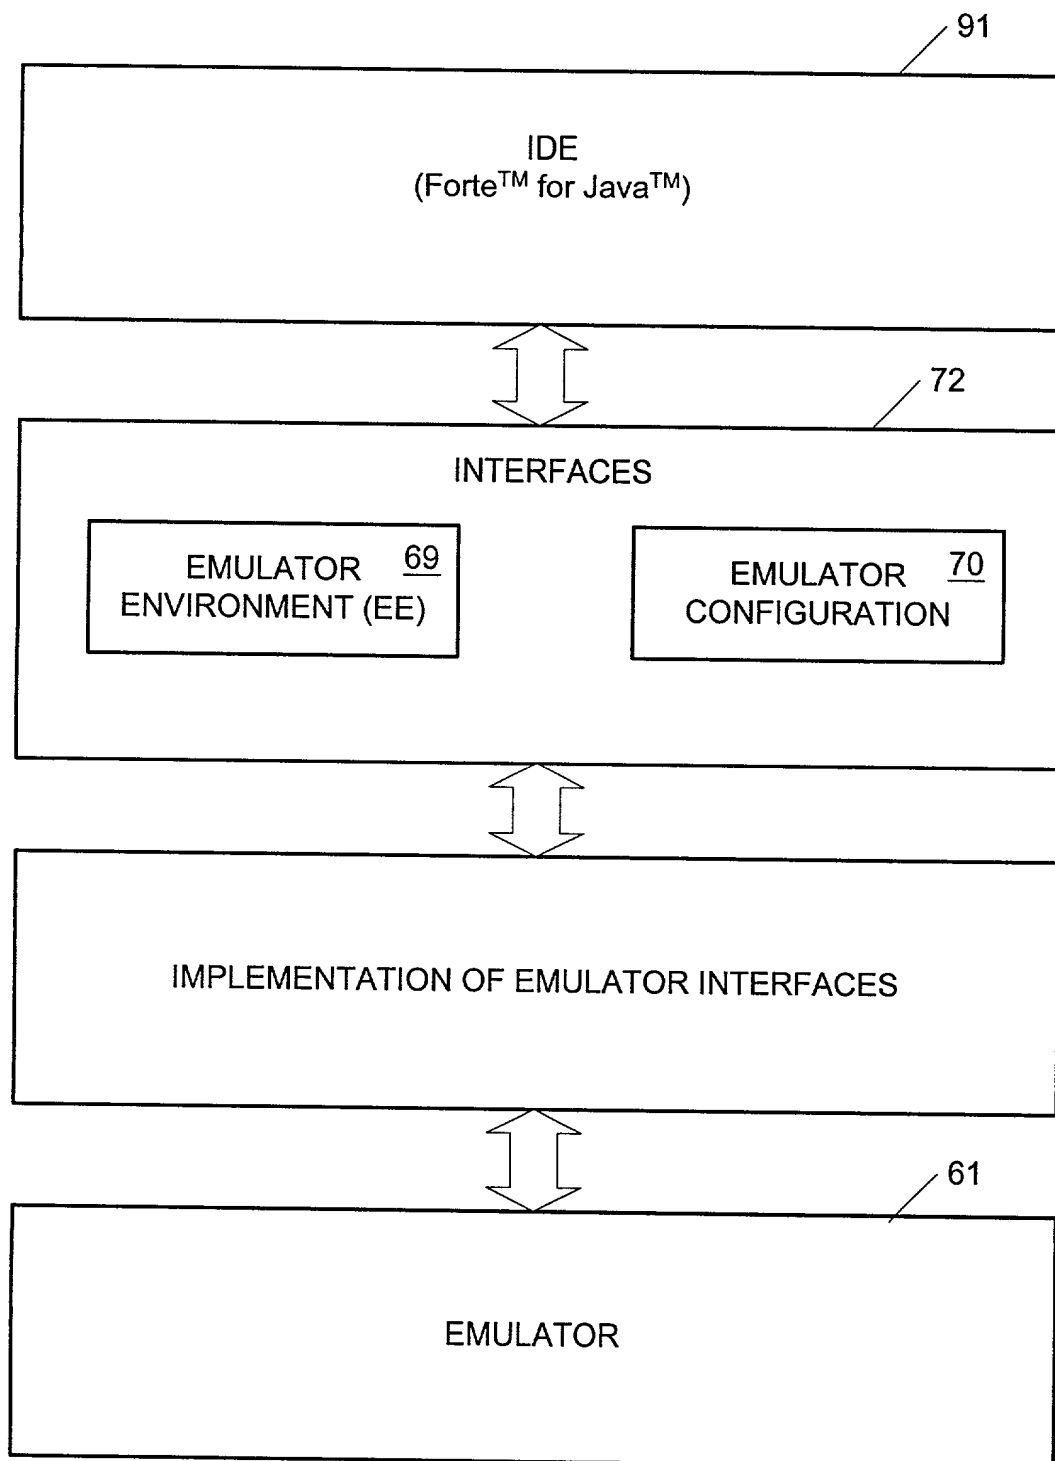 91
IDE
(Forte™ for Java™)
72
INTERFACES
EMULATOR 69
ENVIRONMENT (EE)
EMULATOR 70
CONFIGURATION
IMPLEMENTATION OF EMULATOR INTERFACES
61
EMULATOR